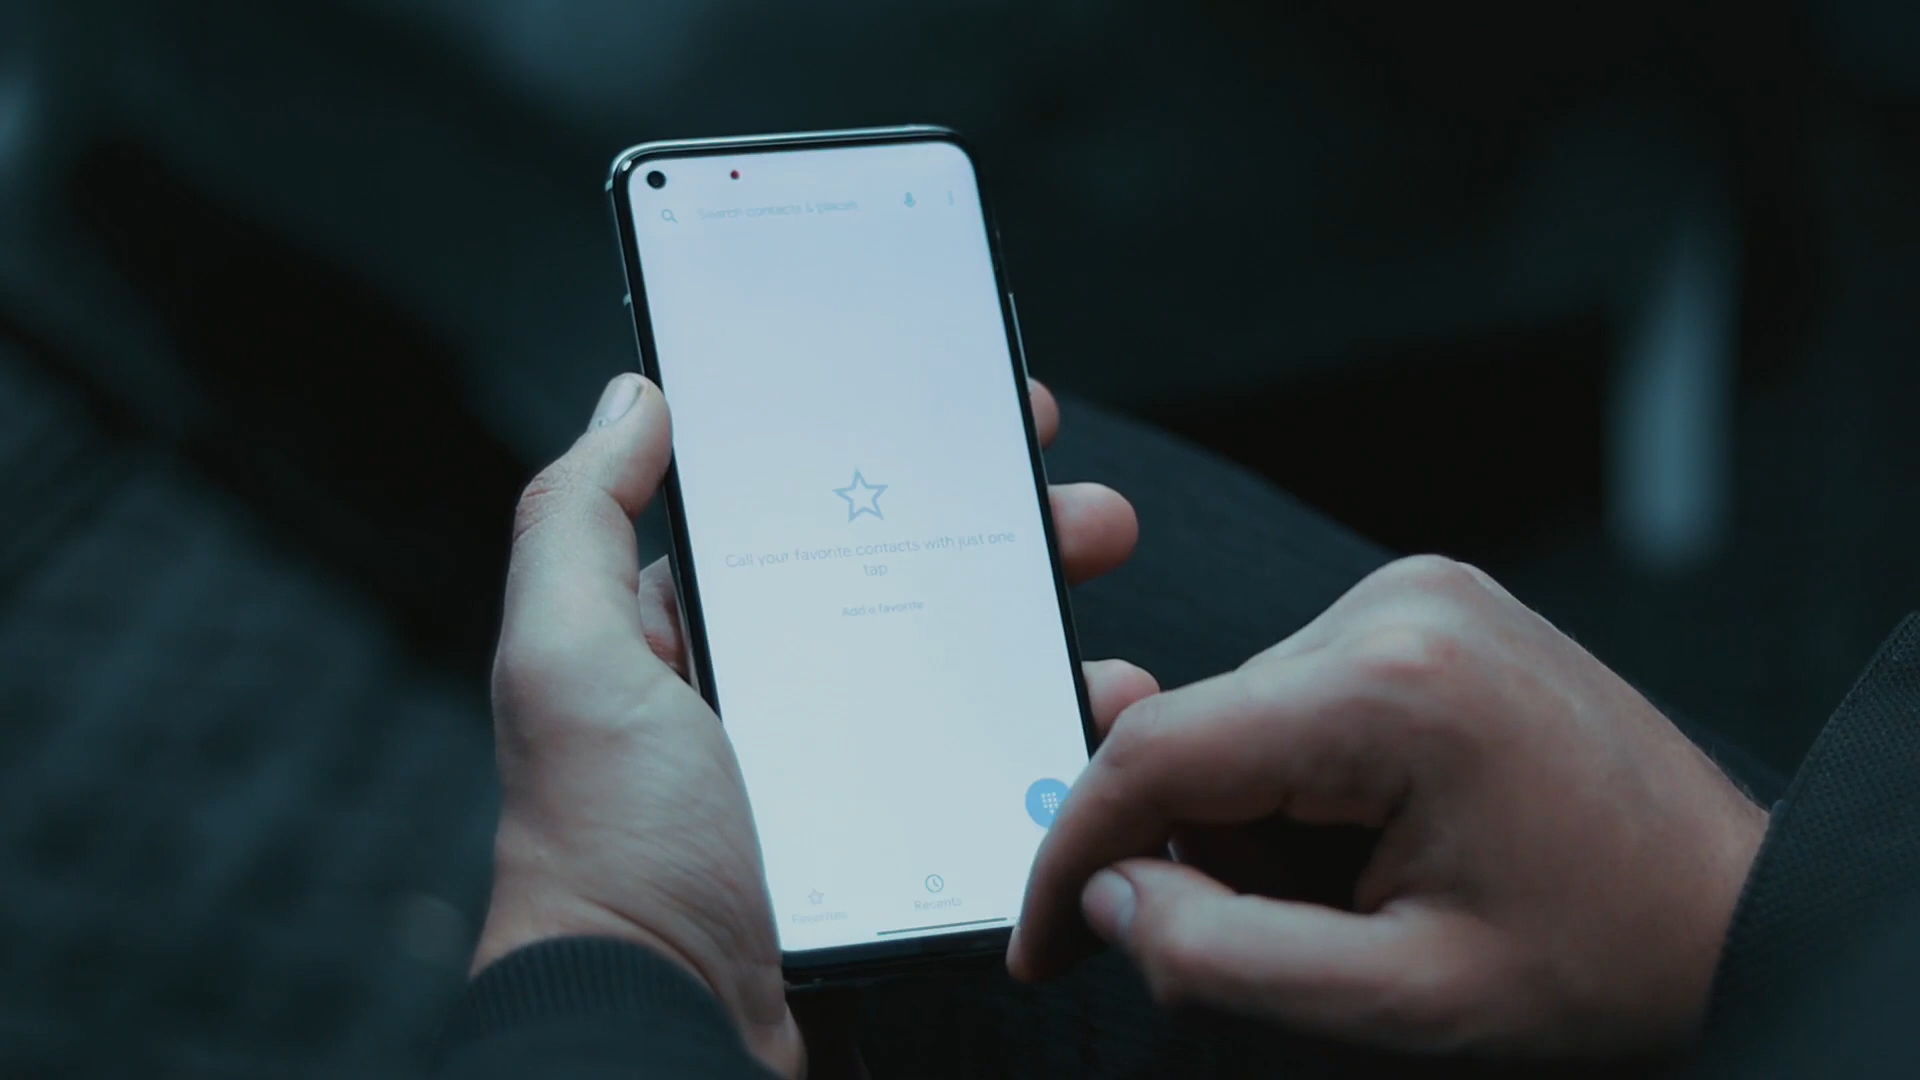 Search contacts & places
Call your favorite contacts with just one
tap
Add a favorite
Favorites
Recents